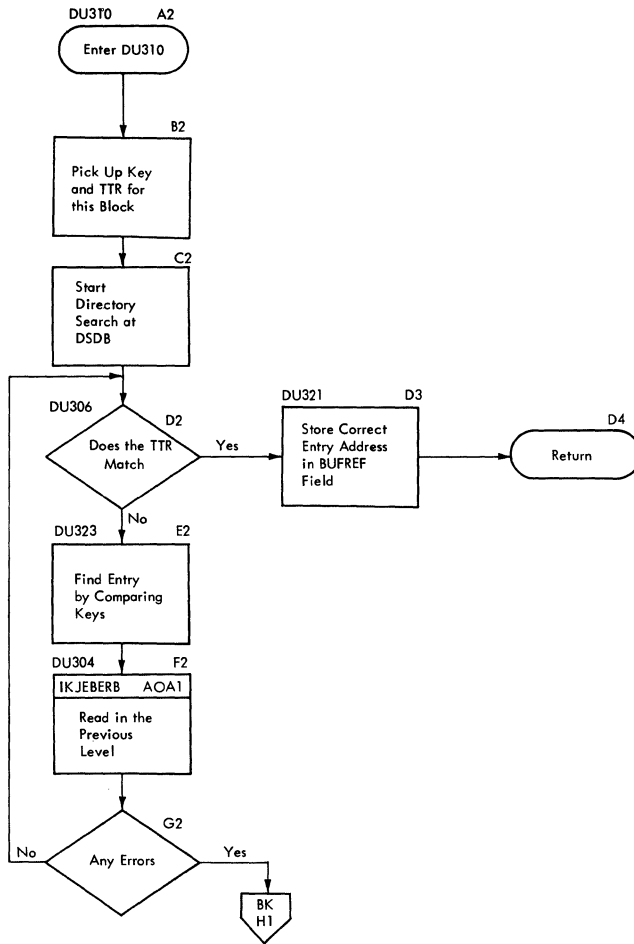 DU310 A2
Enter DU310
B2
Pick Up Key
and TTR for
this Block
C2
Start
Directory
Search at
DSDB
DU306
D2
Does the TTR
Match
Yes
No
DU321 D3
Store Correct
Entry Address
in BUFREF
Field
D4
Return
DU323 E2
Find Entry
by Comparing
Keys
DU304 F2
IKJEBERB AOA1
Read in the
Previous
Level
G2
Any Errors
No
Yes
BK
H1